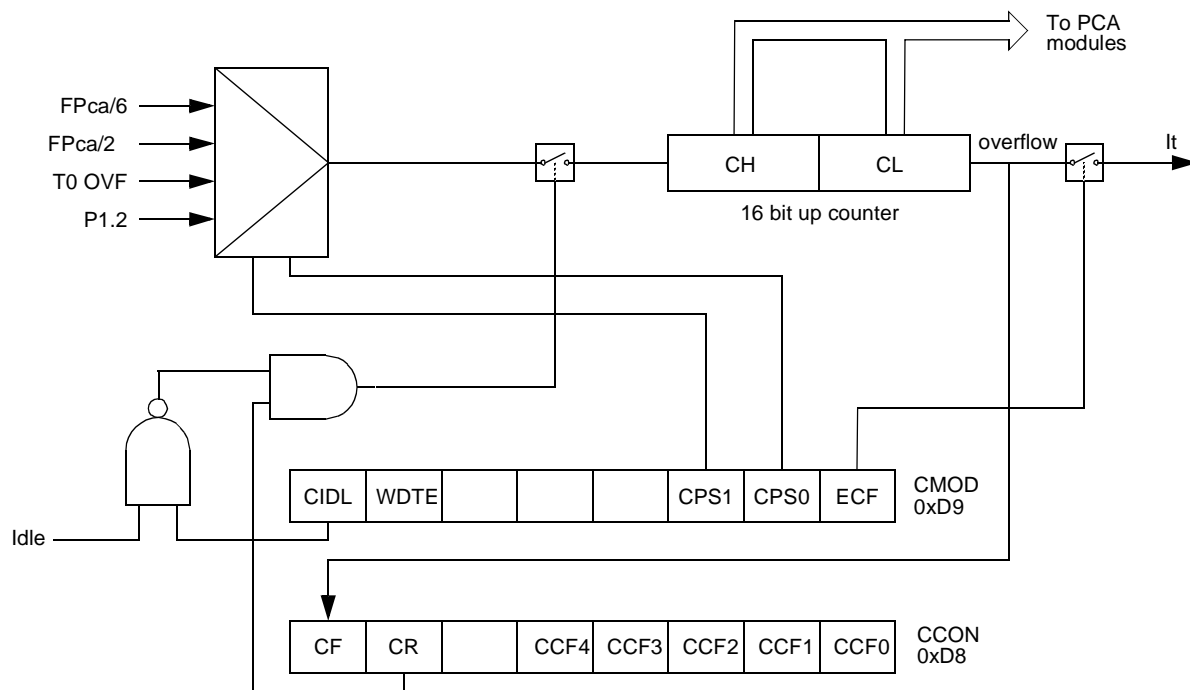 To PCA
modules
FPca/6
FPca/2
T0 OVF
P1.2
CH
CL
overflow
It
16 bit up counter
CIDL WDTE CPS1 CPS0 ECF
CMOD
0xD9
Idle
CF CR CCF4 CCF3 CCF2 CCF1 CCF0
CCON
0xD8